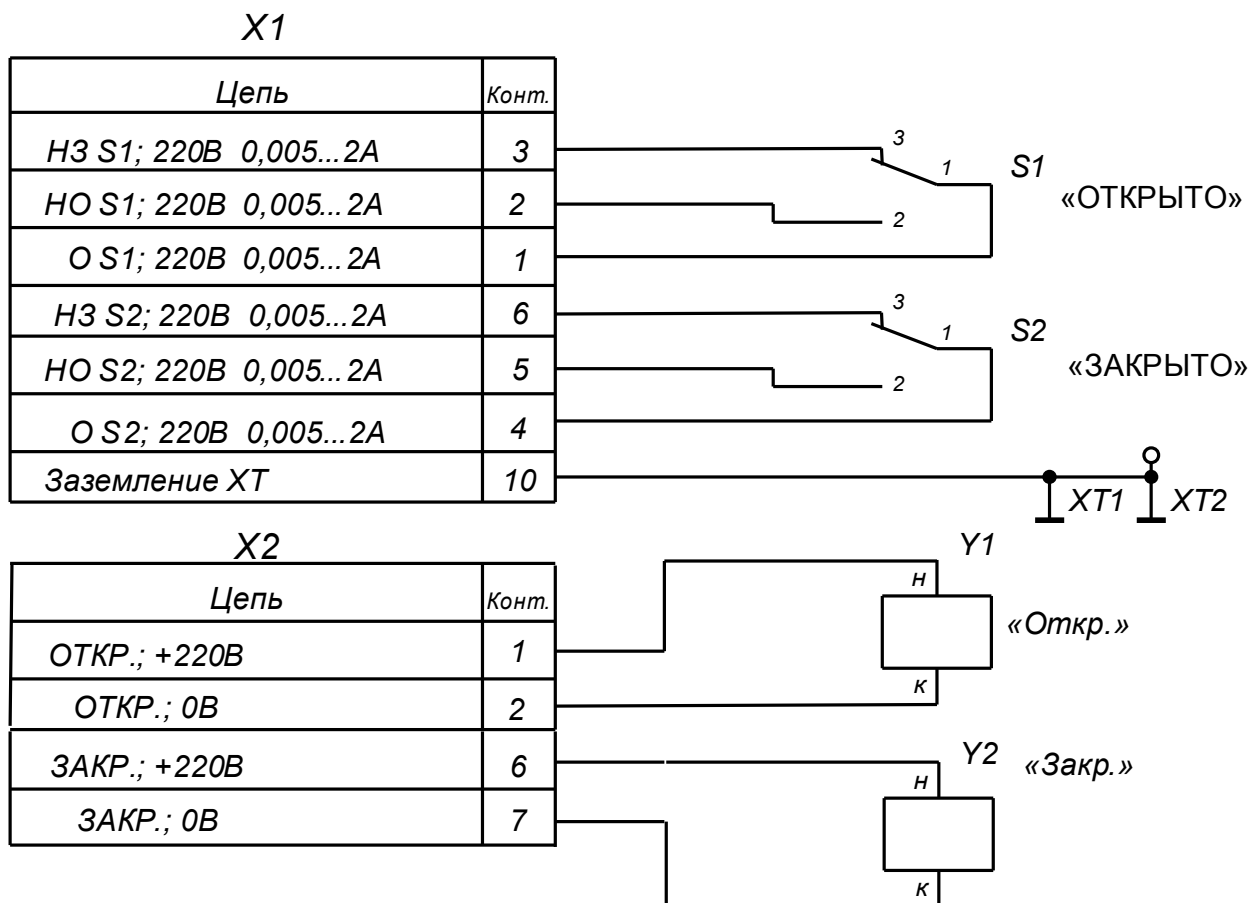 X1
Цепь Конт.
НЗ S1; 220В 0,005...2А 3
НО S1; 220В 0,005...2А 2
О S1; 220В 0,005...2А 1
НЗ S2; 220В 0,005...2А 6
НО S2; 220В 0,005...2А 5
О S2; 220В 0,005...2А 4
Заземление ХТ 10
3
1
2
S1
«ОТКРЫТО»
3
1
2
S2
«ЗАКРЫТО»
XT1
XT2
X2
Цепь Конт.
ОТКР.; +220В 1
ОТКР.; 0В 2
ЗАКР.; +220В 6
ЗАКР.; 0В 7
Y1
н
«Откр.»
к
Y2
«Закр.»
н
к